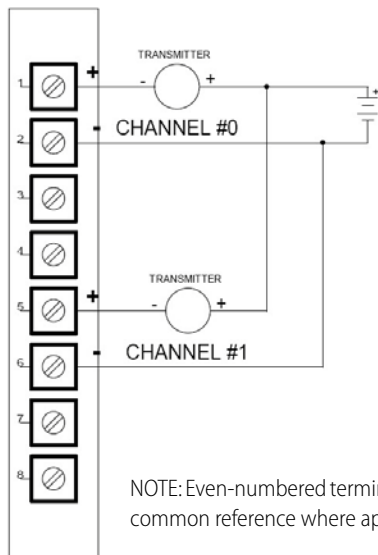 TRANSMITTER
1 + - + +
2 - CHANNEL #0
3
4
TRANSMITTER
5 + - +
6 - CHANNEL #1
7
8
NOTE: Even-numbered
common reference where